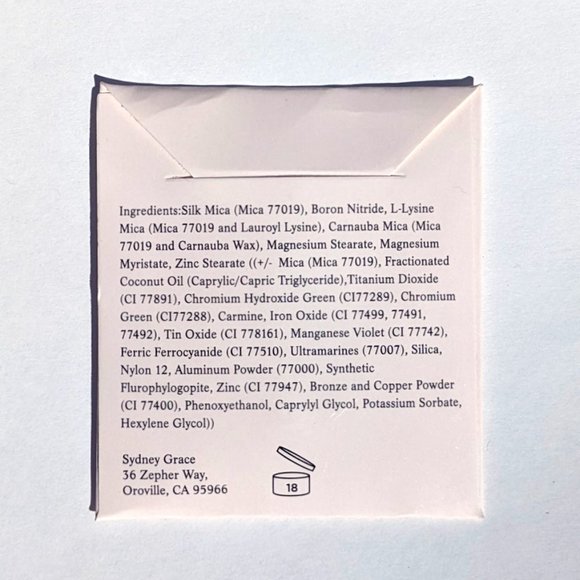 Ingredients:Silk Mica (Mica 77019), Boron Nitride, L-Lysine
Mica (Mica 77019 and Lauroyl Lysine), Carnauba Mica (Mica
77019 and Carnauba Wax), Magnesium Stearate, Magnesium
Myristate, Zinc Stearate ((+/-  Mica (Mica 77019), Fractionated
Coconut Oil (Caprylic/Capric Triglyceride),Titanium Dioxide
(CI 77891), Chromium Hydroxide Green (CI77289), Chromium
Green (CI77288), Carmine, Iron Oxide (CI 77499, 77491,
77492), Tin Oxide (CI 778161), Manganese Violet (CI 77742),
Ferric Ferrocyanide (CI 77510), Ultramarines (77007), Silica,
Nylon 12, Aluminum Powder (77000), Synthetic
Flurophylogopite, Zinc (CI 77947), Bronze and Copper Powder
(CI 77400), Phenoxyethanol, Caprylyl Glycol, Potassium Sorbate,
Hexylene Glycol))
Sydney Grace
36 Zepher Way,
Oroville, CA 95966
18